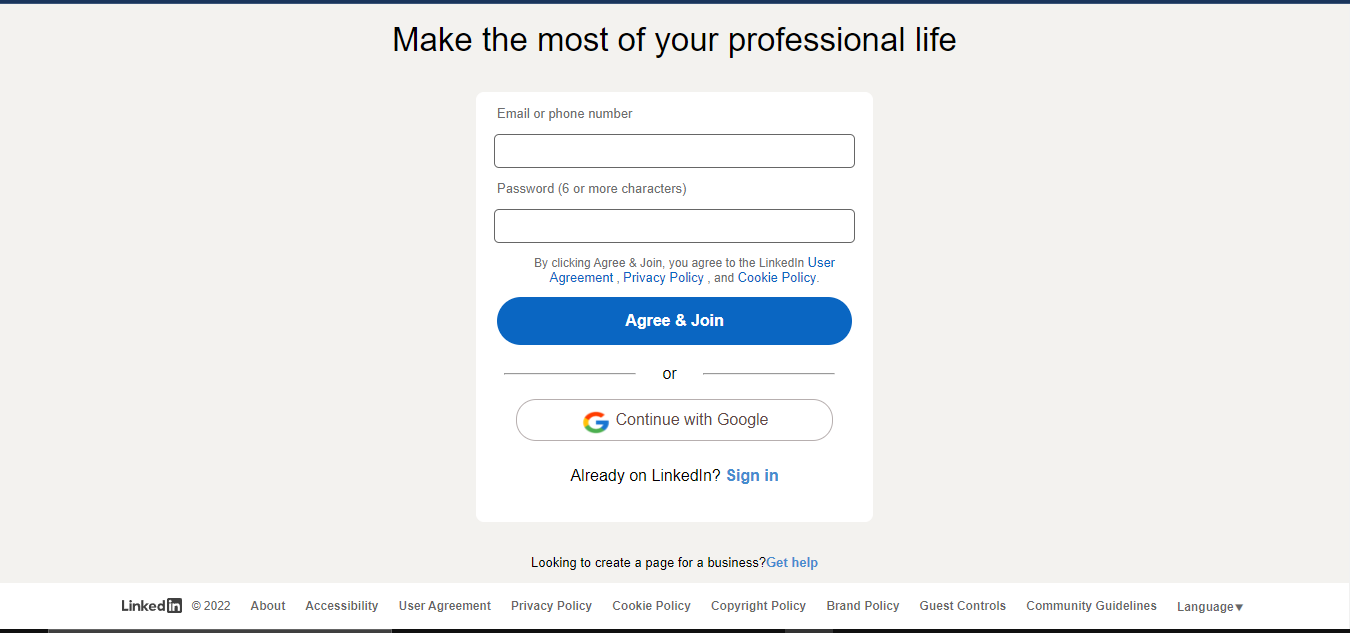 Make the most of your professional life
Email or phone number
Password (6 or more characters)
By clicking Agree & Join, you agree to the LinkedIn User
Agreement , Privacy Policy , and Cookie Policy.
Agree & Join
or
Continue with Google
Already on LinkedIn? Sign in
Looking to create a page for a business?Get help
LinkedIn © 2022 About Accessibility User Agreement Privacy Policy Cookie Policy Copyright Policy Brand Policy Guest Controls Community Guidelines Language▼